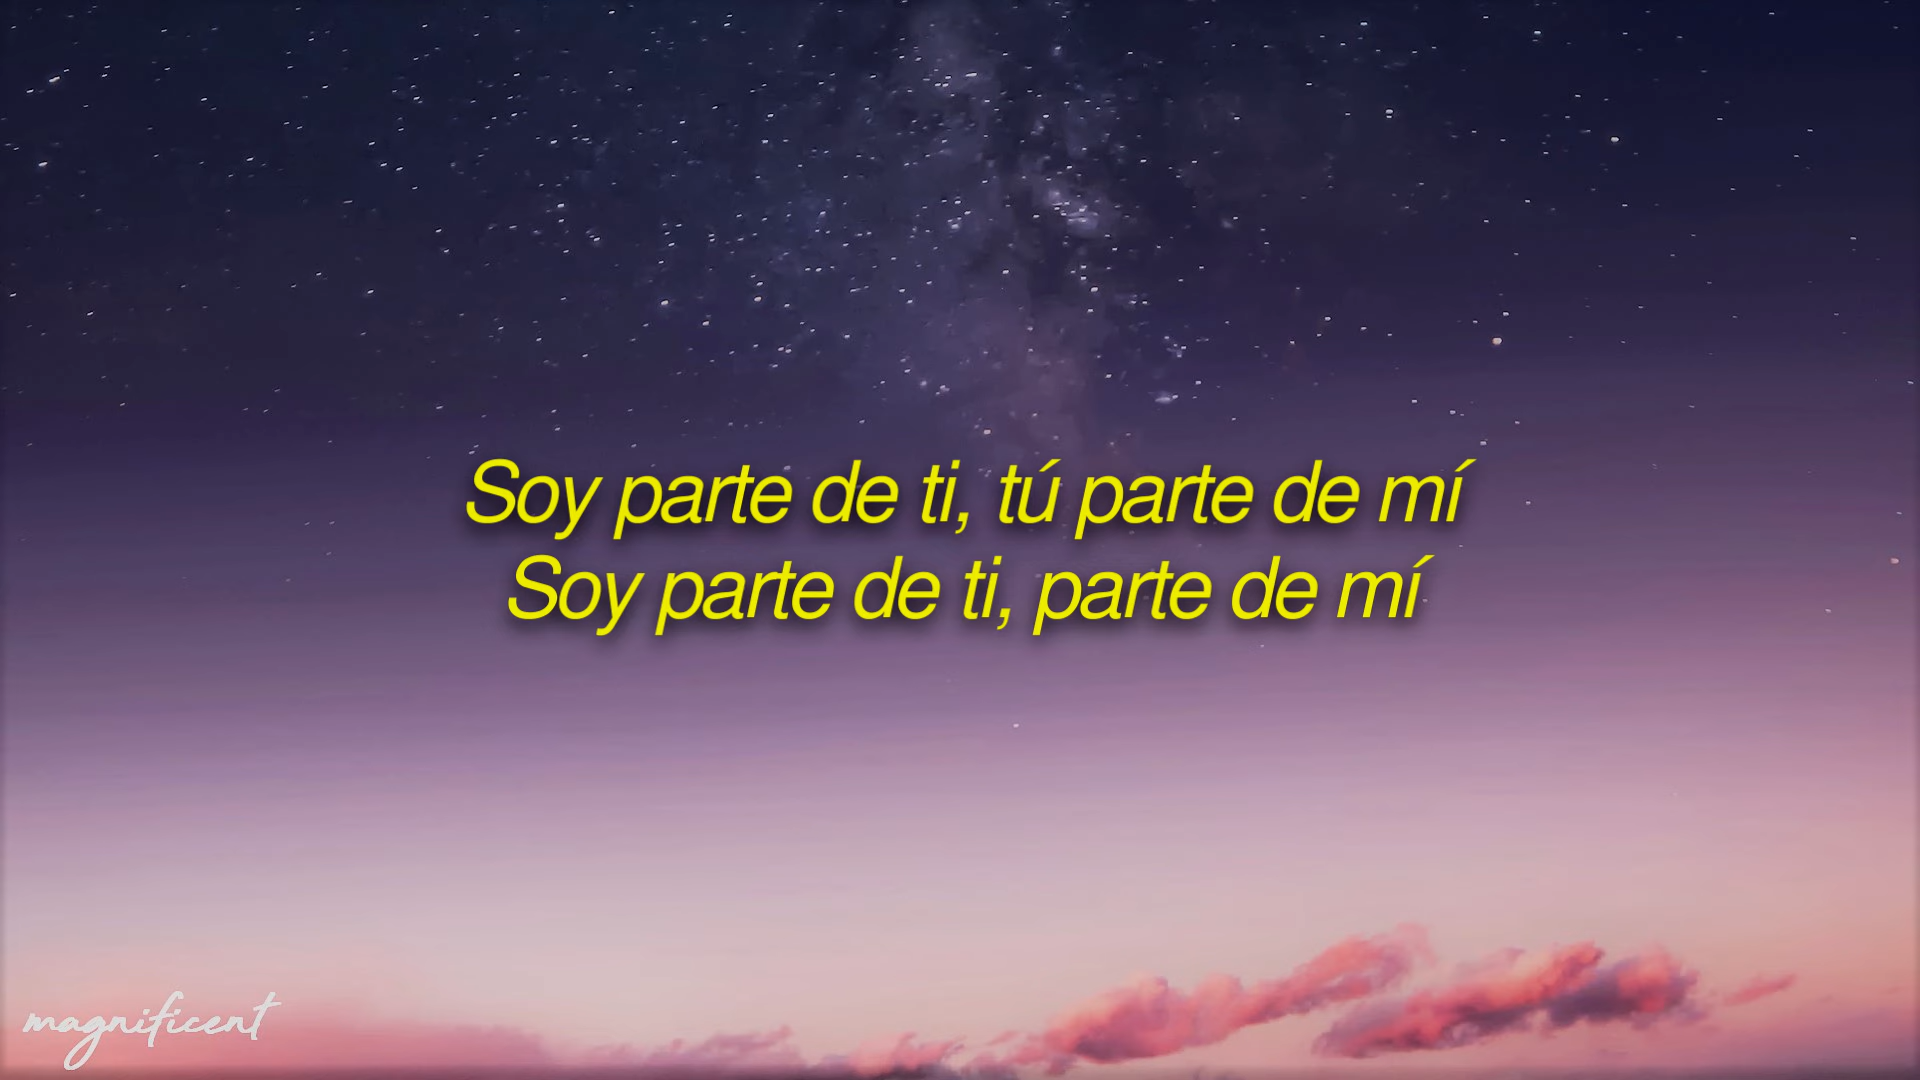 Soy parte de ti, tú parte de mí
Soy parte de ti, parte de mí
magnificent